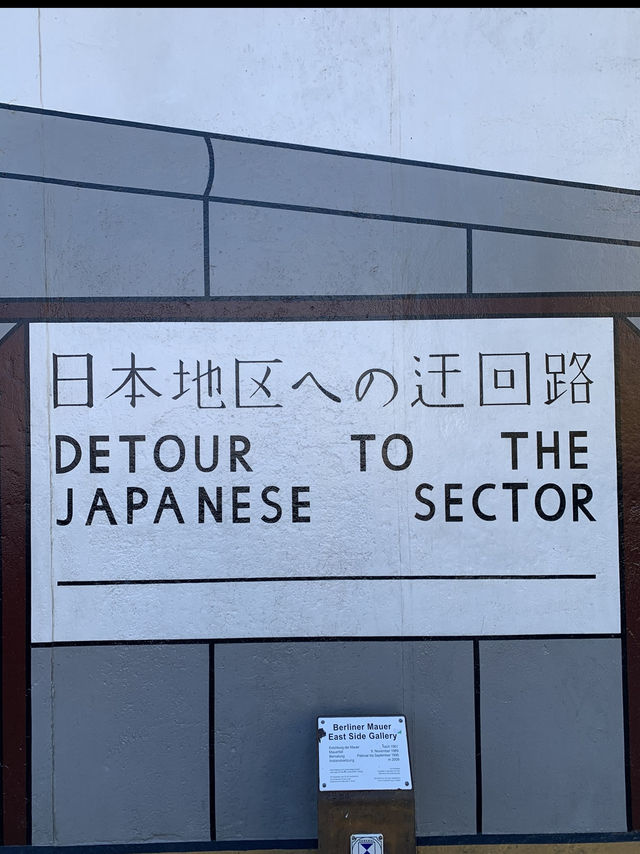 日本地区への迂回路
DETOUR TO THE
JAPANESE SECTOR
Berliner Mauer
East Side Gallery